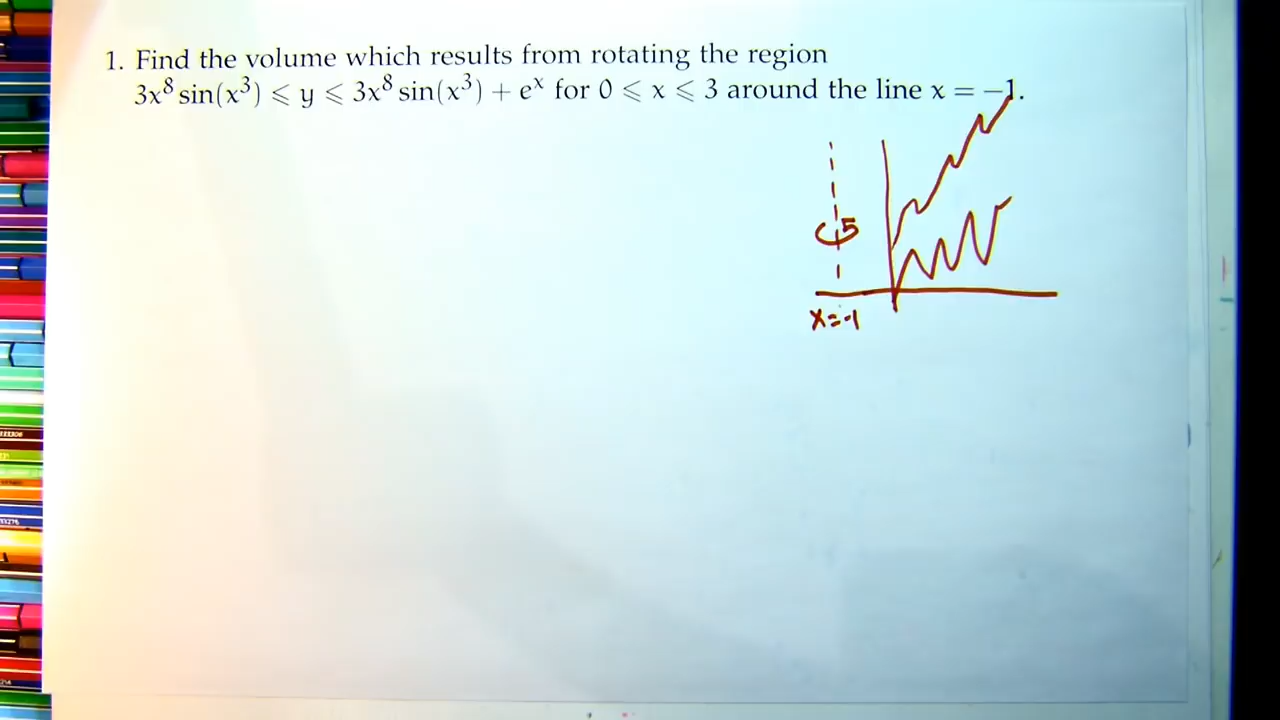 1. Find the volume which results from rotating the region
3x⁸ sin(x³) ⩽ y ⩽ 3x⁸ sin(x³) + eˣ for 0 ⩽ x ⩽ 3 around the line x = −1.
x=-1